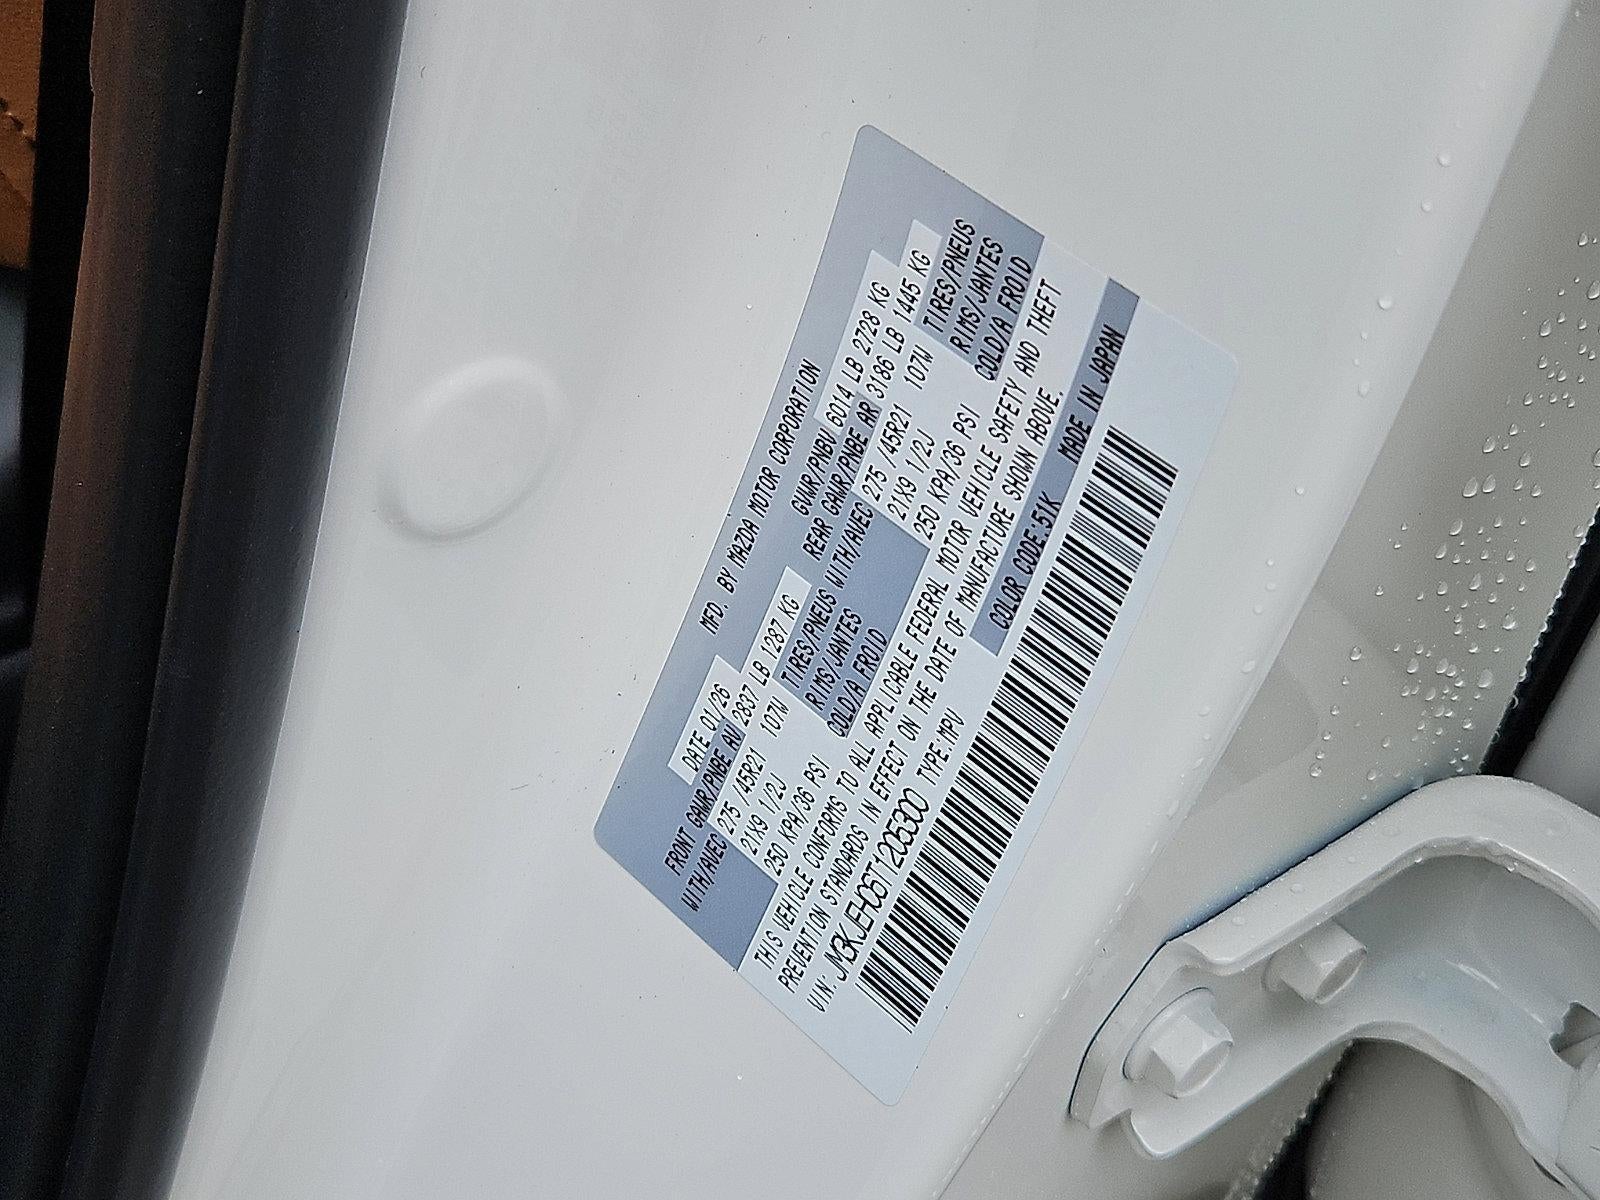 MFD. BY MAZDA MOTOR CORPORATION
DATE 01/26 GVWR/PNBV 6014 LB 2728 KG
FRONT GAWR/PNBE AV 2837 LB 1287 KG REAR GAWR/PNBE AR 3186 LB 1445 KG
WITH/AVEC 275 /45R21 107W TIRES/PNEUS WITH/AVEC 275 /45R21 107W TIRES/PNEUS
21X9 1/2J RIMS/JANTES 21X9 1/2J RIMS/JANTES
250 KPA/36 PSI COLD/A FROID 250 KPA/36 PSI COLD/A FROID
THIS VEHICLE CONFORMS TO ALL APPLICABLE FEDERAL MOTOR VEHICLE SAFETY AND THEFT
PREVENTION STANDARDS IN EFFECT ON THE DATE OF MANUFACTURE SHOWN ABOVE.
VIN: JM3KJEHC6T1205300 TYPE:MPV COLOR CODE:51K MADE IN JAPAN